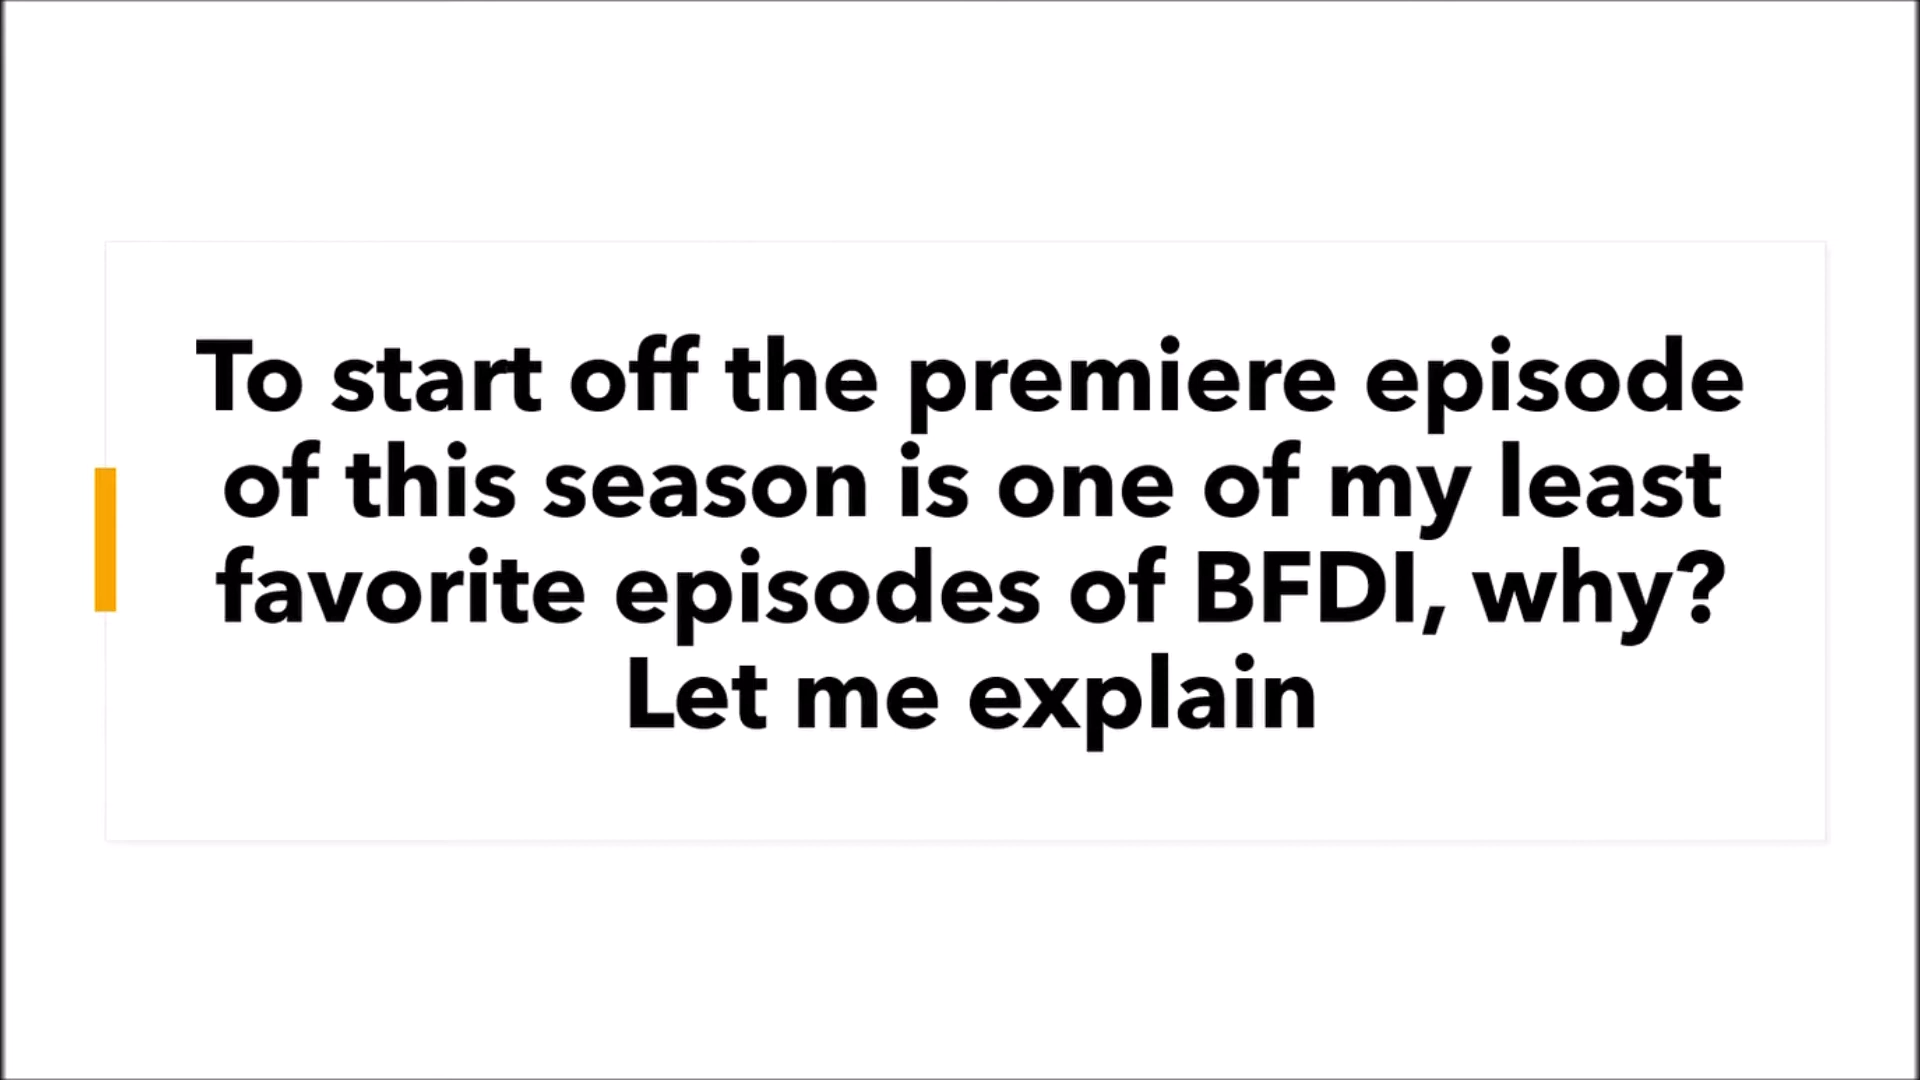 To start off the premiere episode
of this season is one of my least
favorite episodes of BFDI, why?
Let me explain